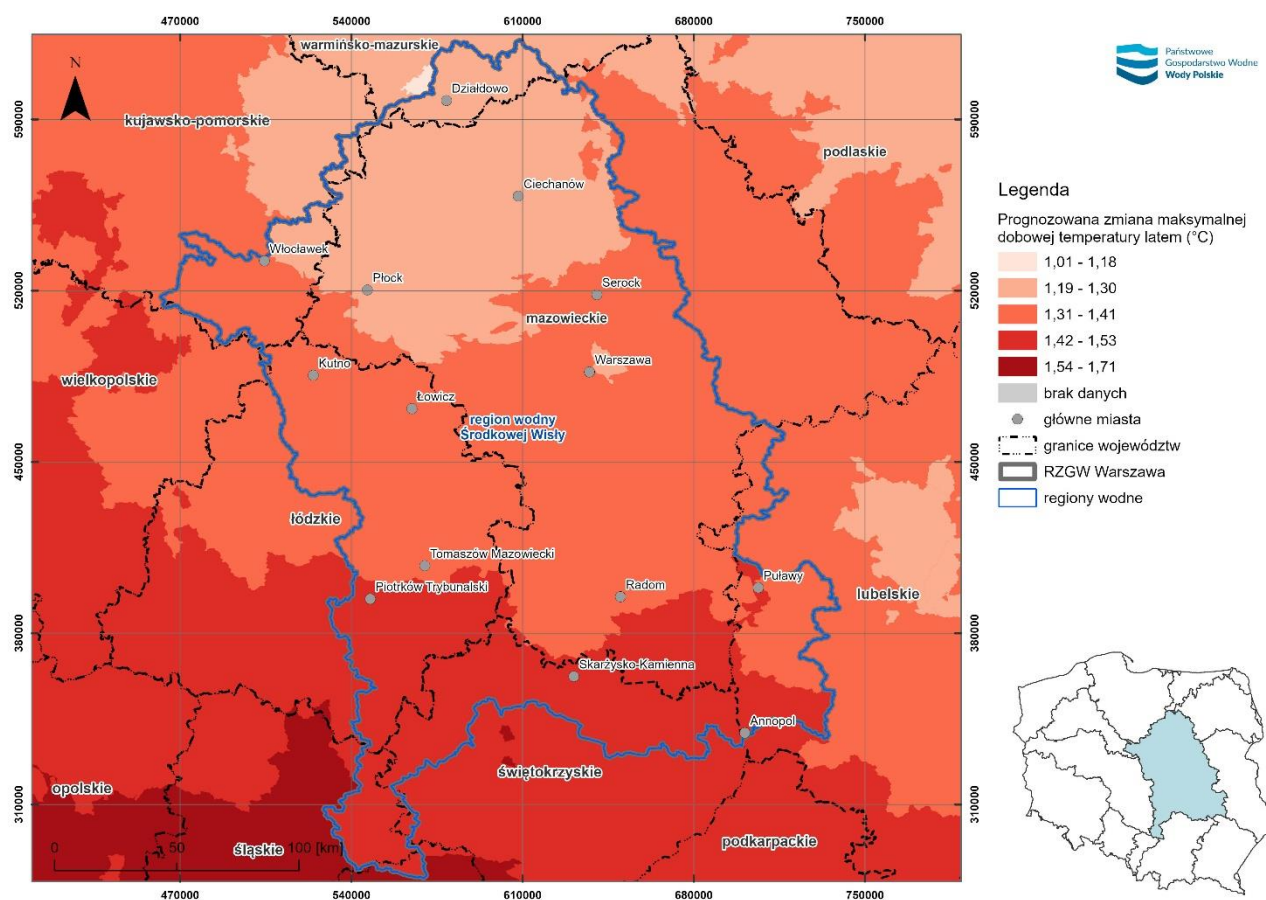 470000 540000 610000 680000 750000
warmińsko-mazurskie
N
Działdowo
590000 590000
kujawsko-pomorskie
podlaskie
Ciechanów
Włocławek
Płock
Serock
520000 520000
mazowieckie
Warszawa
Kutno
wielkopolskie
Łowicz
region wodny
Środkowej Wisły
450000 450000
łódzkie
Tomaszów Mazowiecki
Piotrków Trybunalski
Radom
Puławy
lubelskie
380000 380000
Skarżysko-Kamienna
Annopol
świętokrzyskie
opolskie
310000 310000
śląskie
podkarpackie
0 50 100 [km]
470000 540000 610000 680000 750000
Państwowe
Gospodarstwo Wodne
Wody Polskie
Legenda
Prognozowana zmiana maksymalnej
dobowej temperatury latem (°C)
1,01 - 1,18
1,19 - 1,30
1,31 - 1,41
1,42 - 1,53
1,54 - 1,71
brak danych
główne miasta
granice województw
RZGW Warszawa
regiony wodne